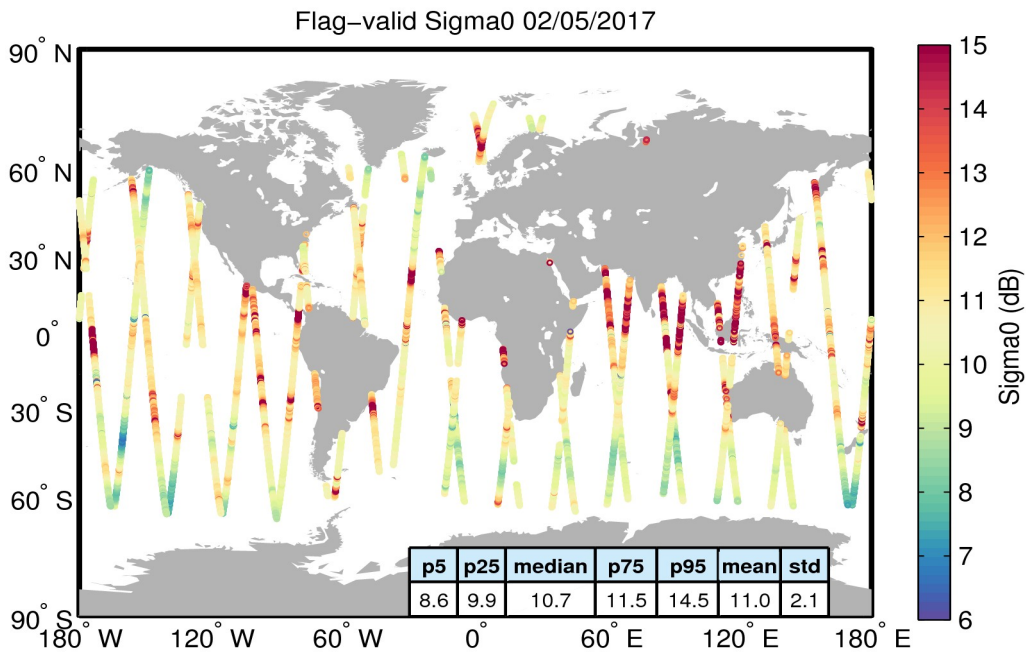 Flag−valid Sigma0 02/05/2017
90° N
60° N
30° N
0°
30° S
60° S
90° S
180° W
120° W
60° W
0°
60° E
120° E
180° E
15
14
13
12
11
10
9
8
7
6
Sigma0 (dB)
p5 p25 median p75 p95 mean std
8.6 9.9 10.7 11.5 14.5 11.0 2.1